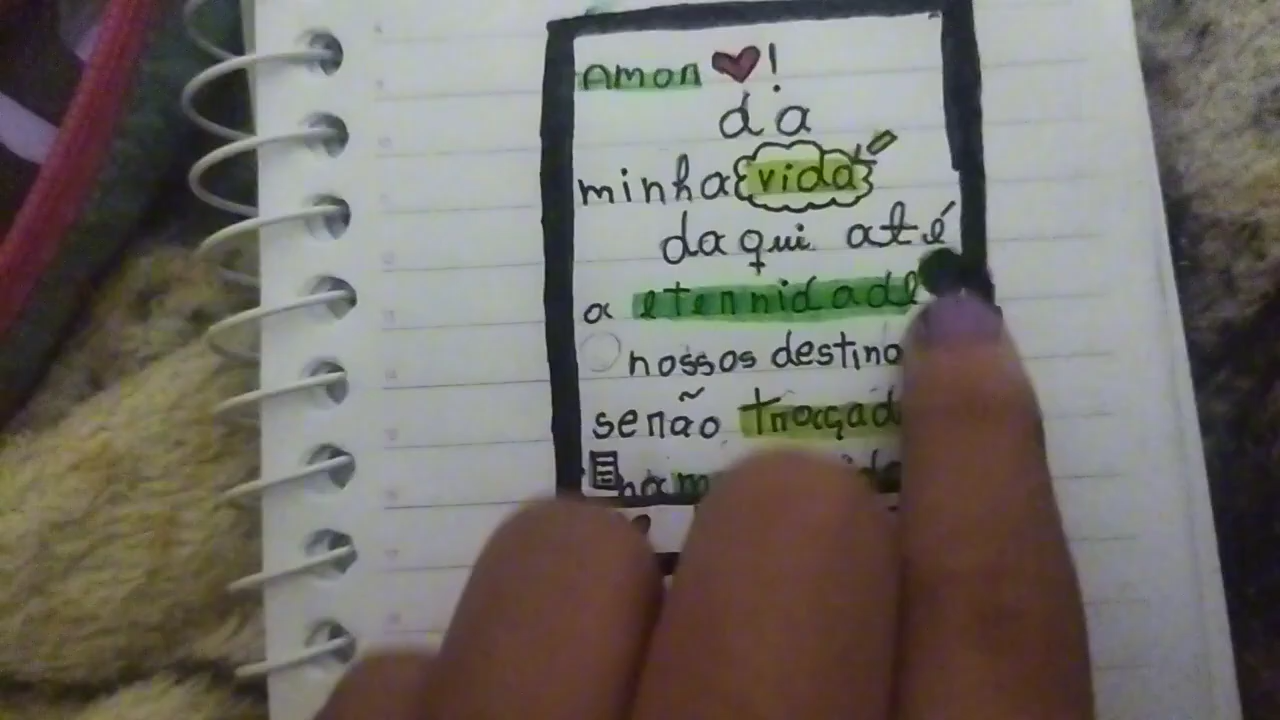 Amor ❤!
da
minha vida
daqui até
a eternidade
nossos destino
serão traçad